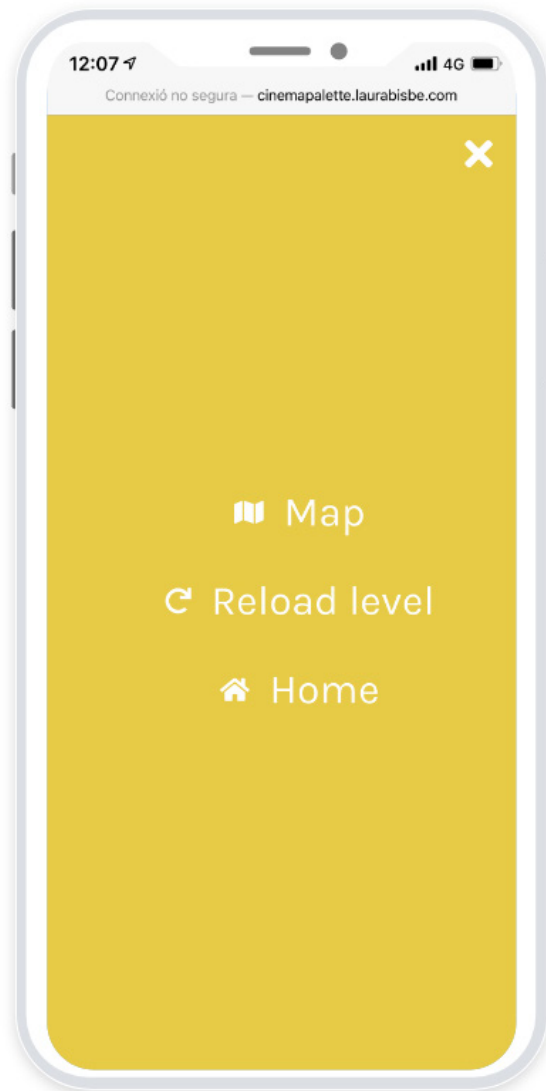 12:07 4G
Connexió no segura — cinemapalette.laurabisbe.com
Map
Reload level
Home